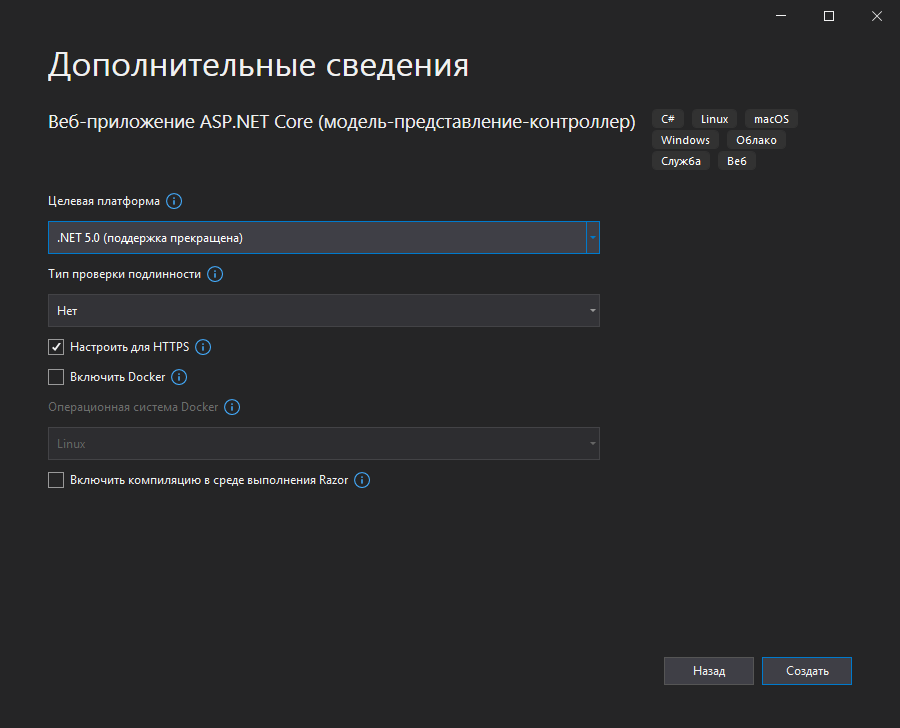 Дополнительные сведения
Веб-приложение ASP.NET Core (модель-представление-контроллер)
C# Linux macOS
Windows Облако
Служба Веб
Целевая платформа
.NET 5.0 (поддержка прекращена)
Тип проверки подлинности
Нет
Настроить для HTTPS
Включить Docker
Операционная система Docker
Linux
Включить компиляцию в среде выполнения Razor
Назад Создать